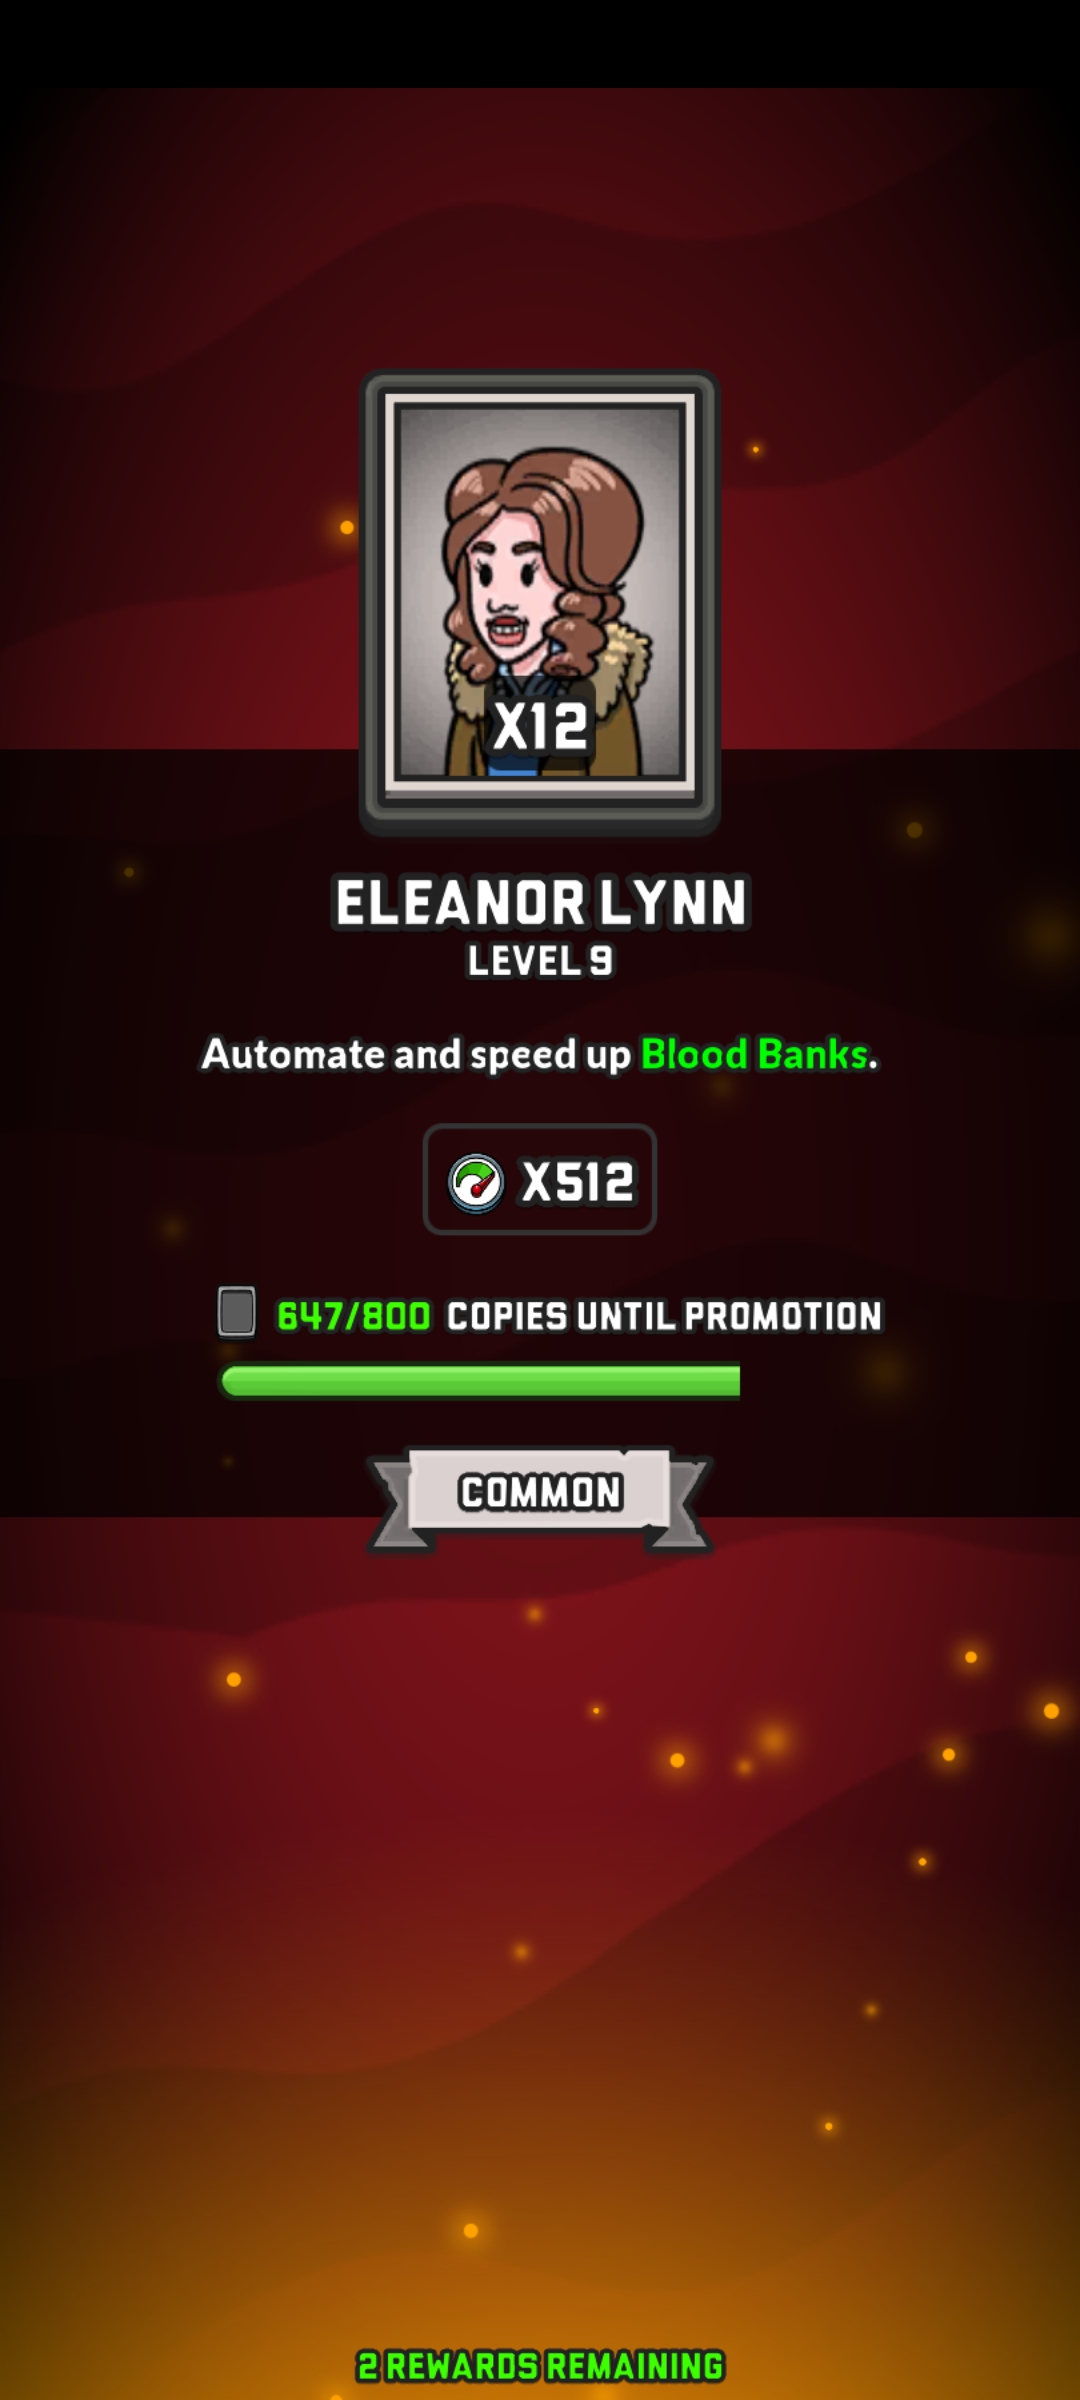 X12
ELEANOR LYNN
LEVEL 9
Automate and speed up Blood Banks.
X512
647/800 COPIES UNTIL PROMOTION
COMMON
2 REWARDS REMAINING